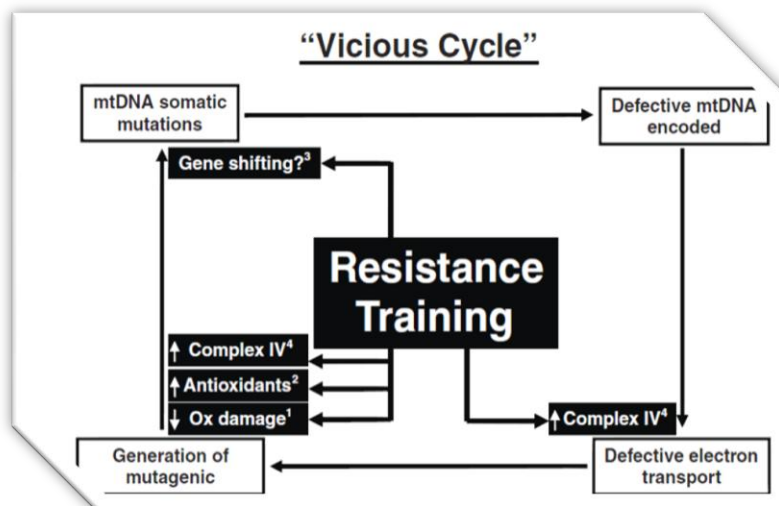 “Vicious Cycle”
mtDNA somatic
mutations
Defective mtDNA
encoded
Gene shifting?³
Resistance
Training
↑ Complex IV⁴
↑ Antioxidants²
↓ Ox damage¹
↑ Complex IV⁴
Generation of
mutagenic
Defective electron
transport